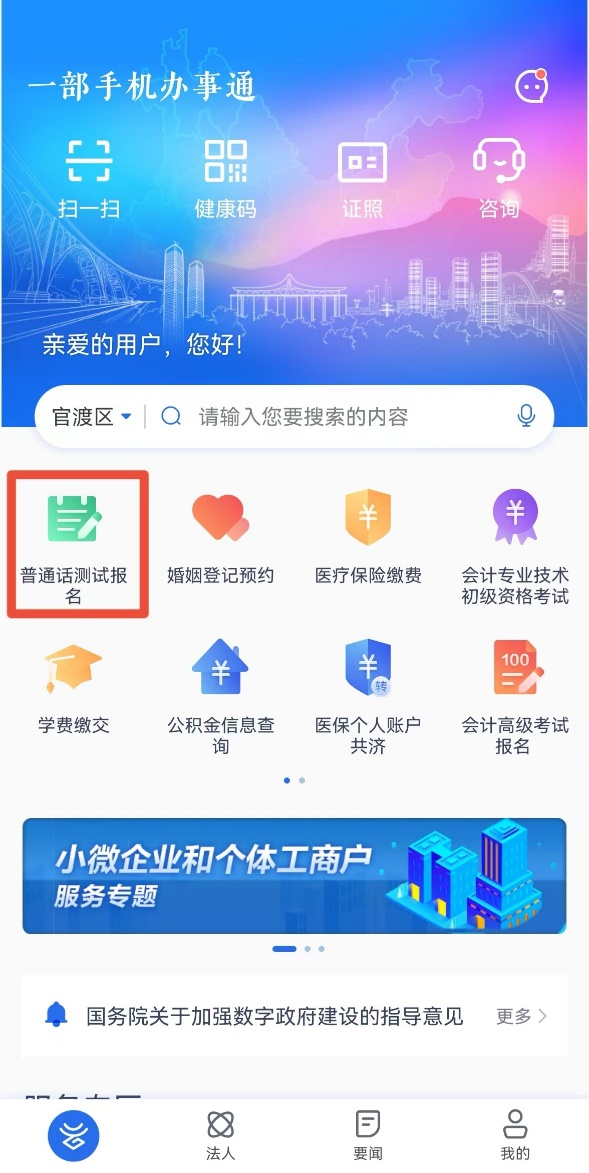 一部手机办事通
扫一扫
健康码
证照
咨询
亲爱的用户，您好!
官渡区
请输入您要搜索的内容
普通话测试报
名
婚姻登记预约
医疗保险缴费
会计专业技术
初级资格考试
学费缴交
公积金信息查
询
转
医保个人账户
共济
100
会计高级考试
报名
小微企业和个体工商户
服务专题
国务院关于加强数字政府建设的指导意见
更多
法人
要闻
我的